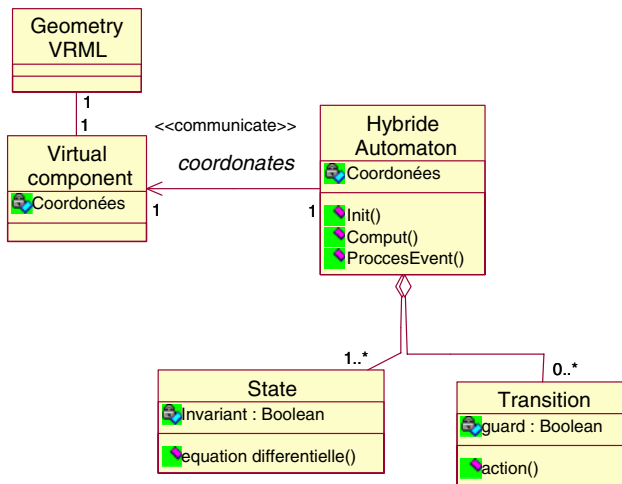 Geometry
VRML
1
1
Virtual
component
Coordonées
<<communicate>>
coordonates
1
1
Hybride
Automaton
Coordonées
Init()
Comput()
ProccesEvent()
1..*
0..*
State
Invariant : Boolean
equation differentielle()
Transition
guard : Boolean
action()